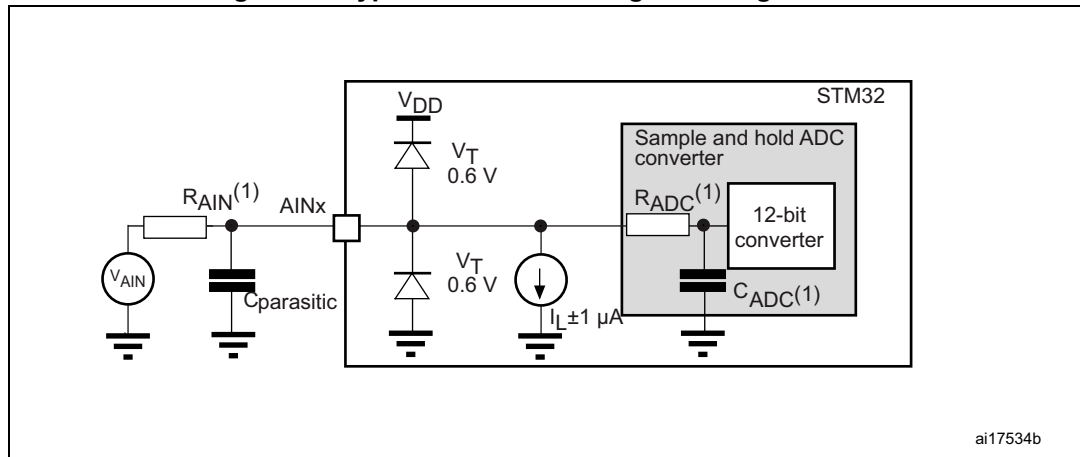 STM32
VDD
VT
0.6 V
Sample and hold ADC
converter
RAIN(1)
AINx
RADC(1)
12-bit
converter
VAIN
Cparasitic
VT
0.6 V
IL±1 µA
CADC(1)
ai17534b